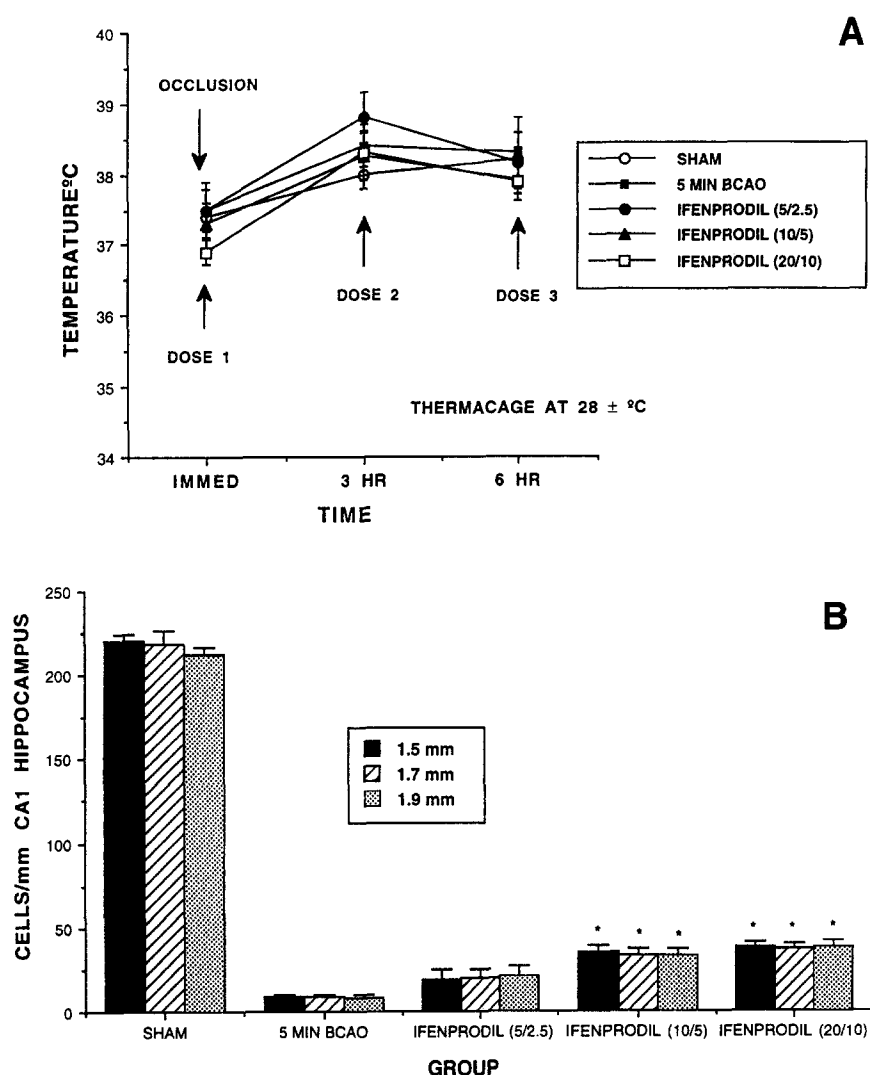 A
40
39
38
37
36
35
34
TEMPERATUREºC
OCCLUSION
DOSE 1
DOSE 2
DOSE 3
SHAM
5 MIN BCAO
IFENPRODIL (5/2.5)
IFENPRODIL (10/5)
IFENPRODIL (20/10)
THERMACAGE AT 28 ± ºC
IMMED 3 HR 6 HR
TIME
B
250
200
150
100
50
0
CELLS/mm CA1 HIPPOCAMPUS
1.5 mm
1.7 mm
1.9 mm
* * * * * *
SHAM 5 MIN BCAO IFENPRODIL (5/2.5) IFENPRODIL (10/5) IFENPRODIL (20/10)
GROUP